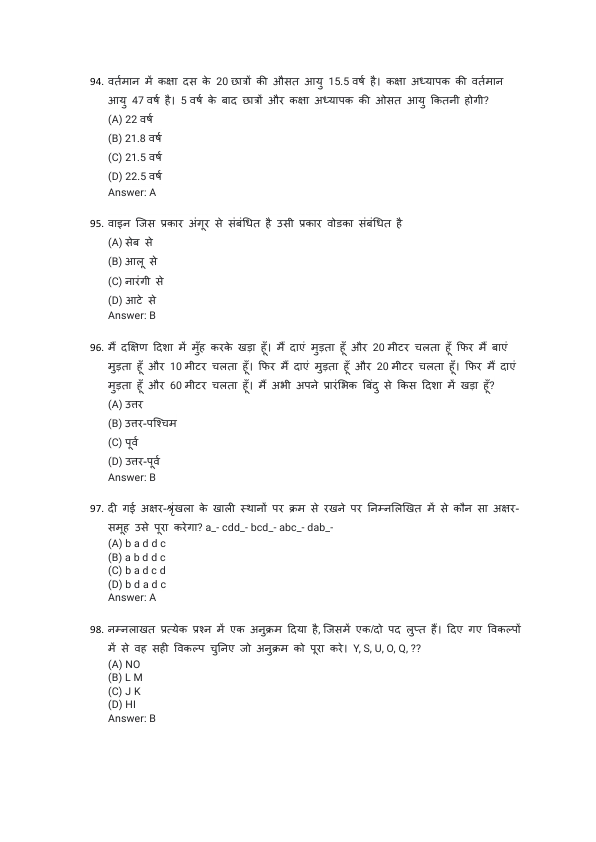 94. वर्तमान में कक्षा दस के 20 छात्रों की औसत आयु 15.5 वर्ष है। कक्षा अध्यापक की वर्तमान
आयु 47 वर्ष है। 5 वर्ष के बाद छात्रों और कक्षा अध्यापक की ओसत आयु कितनी होगी?
(A) 22 वर्ष
(B) 21.8 वर्ष
(C) 21.5 वर्ष
(D) 22.5 वर्ष
Answer: A
95. वाइन जिस प्रकार अंगूर से संबंधित है उसी प्रकार वोडका संबंधित है
(A) सेब से
(B) आलू से
(C) नारंगी से
(D) आटे से
Answer: B
96. मैं दक्षिण दिशा में मुँह करके खड़ा हूँ। मैं दाएं मुड़ता हूँ और 20 मीटर चलता हूँ फिर मैं बाएं
मुड़ता हूँ और 10 मीटर चलता हूँ। फिर मैं दाएं मुड़ता हूँ और 20 मीटर चलता हूँ। फिर मैं दाएं
मुड़ता हूँ और 60 मीटर चलता हूँ। मैं अभी अपने प्रारंभिक बिंदु से किस दिशा में खड़ा हूँ?
(A) उत्तर
(B) उत्तर-पश्चिम
(C) पूर्व
(D) उत्तर-पूर्व
Answer: B
97. दी गई अक्षर-श्रृंखला के खाली स्थानों पर क्रम से रखने पर निम्नलिखित में से कौन सा अक्षर-
समूह उसे पूरा करेगा? a_- cdd_- bcd_- abc_- dab_-
(A) b a d d c
(B) a b d d c
(C) b a d c d
(D) b d a d c
Answer: A
98. नम्नलाखत प्रत्येक प्रश्न में एक अनुक्रम दिया है, जिसमें एक/दो पद लुप्त हैं। दिए गए विकल्पों
में से वह सही विकल्प चुनिए जो अनुक्रम को पूरा करे। Y, S, U, O, Q, ??
(A) NO
(B) L M
(C) J K
(D) HI
Answer: B